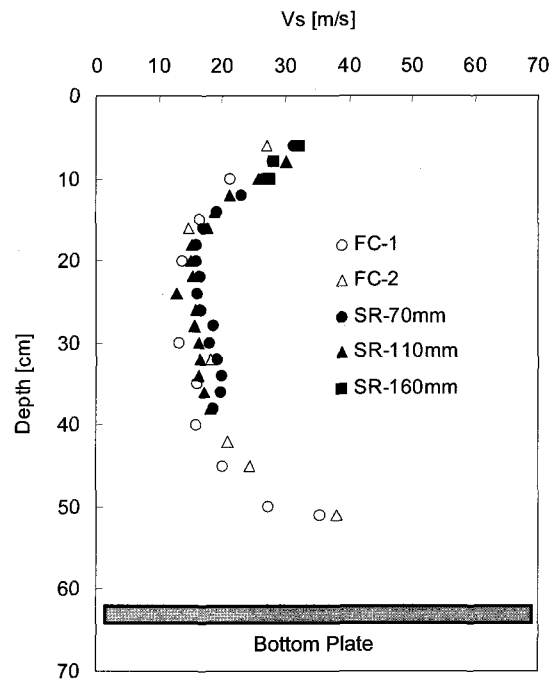 Vs [m/s]
0 10 20 30 40 50 60 70
0
10
20
30
40
50
60
70
Depth [cm]
FC-1
FC-2
SR-70mm
SR-110mm
SR-160mm
Bottom Plate